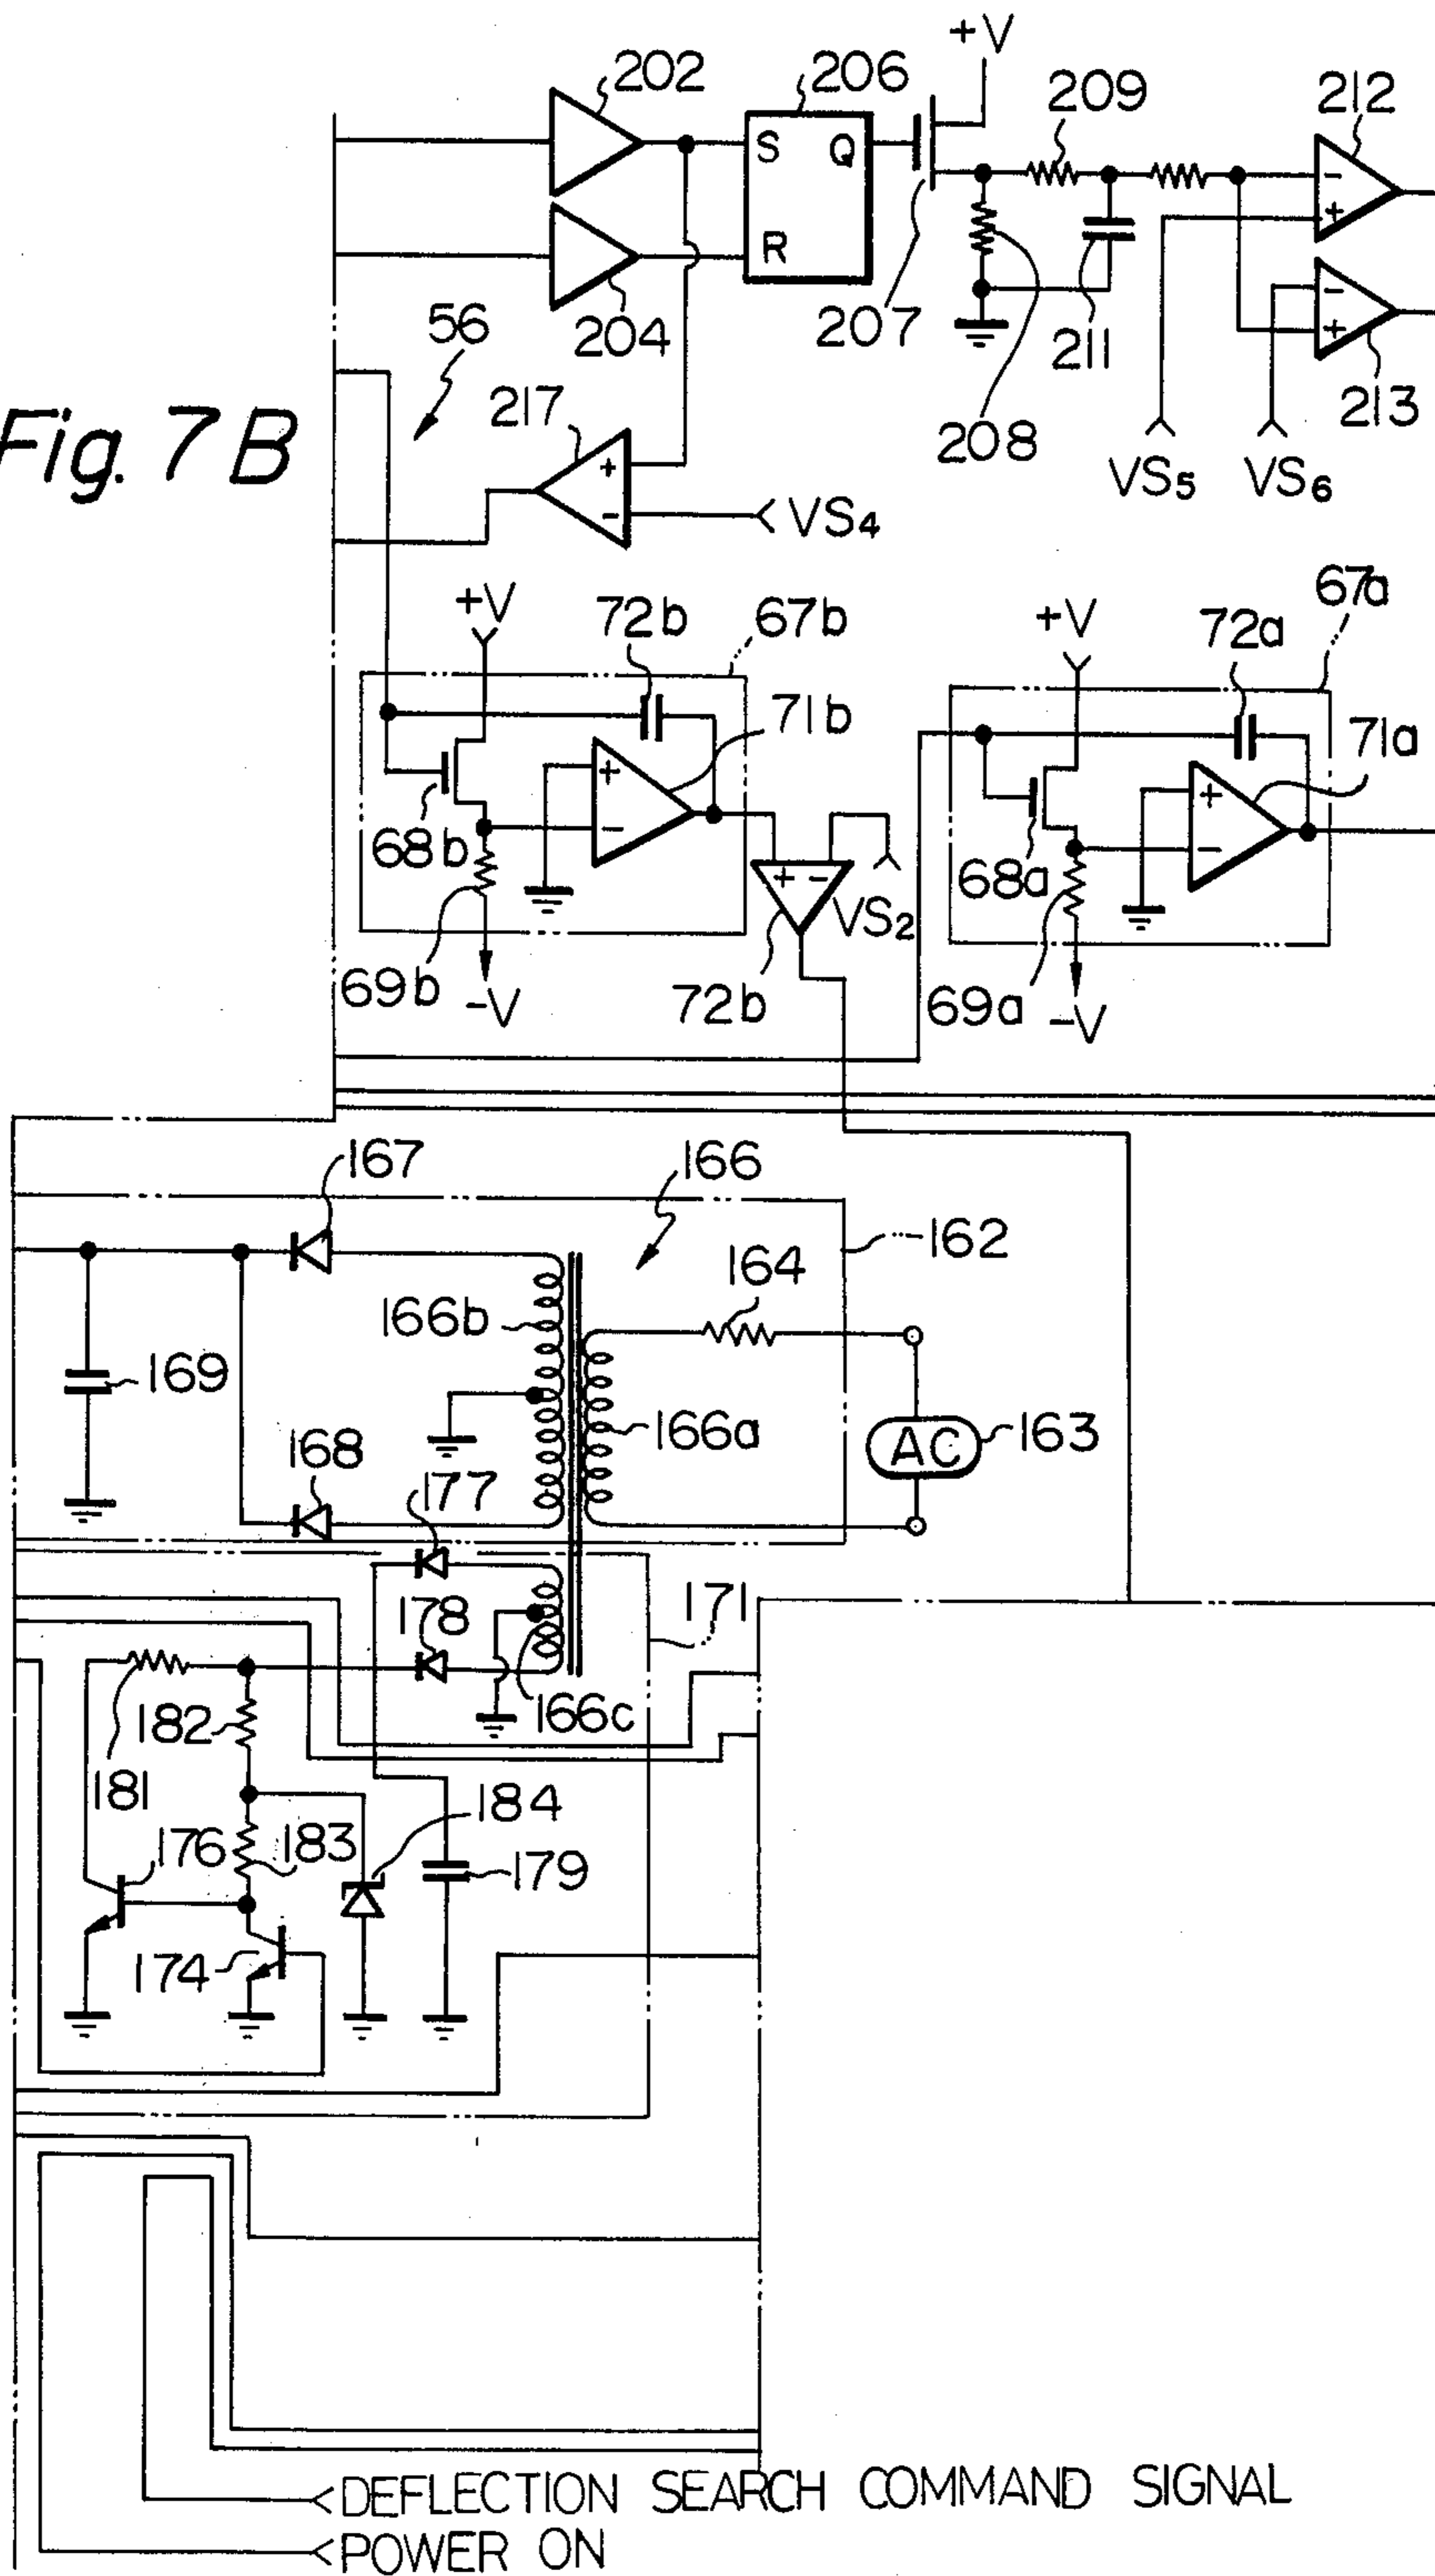 +V
202
206
209
212
S
Q
-
+
R
56
204
207
211
-
+
213
208
217
+
-
VS4
VS5
VS6
Fig. 7B
+V
72b
67b
+V
72a
67a
71b
71a
+
-
+
-
68b
68a
+ -
VS2
69b
-V
72b
69a
-V
167
166
162
164
166b
169
166a
AC
163
168
177
178
171
182
166c
181
184
176
183
179
174
DEFLECTION SEARCH COMMAND SIGNAL
POWER ON